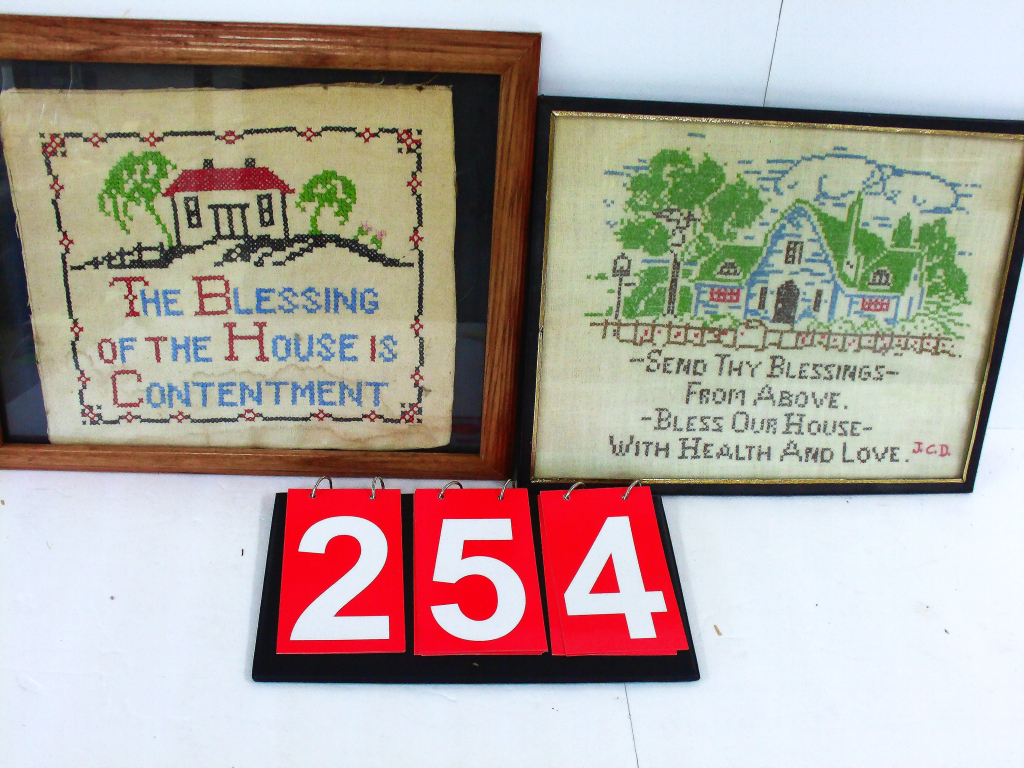 THE BLESSING
OF THE HOUSE IS
CONTENTMENT
-SEND THY BLESSINGS-
FROM ABOVE.
-BLESS OUR HOUSE-
WITH HEALTH AND LOVE.
J.C.D.
254